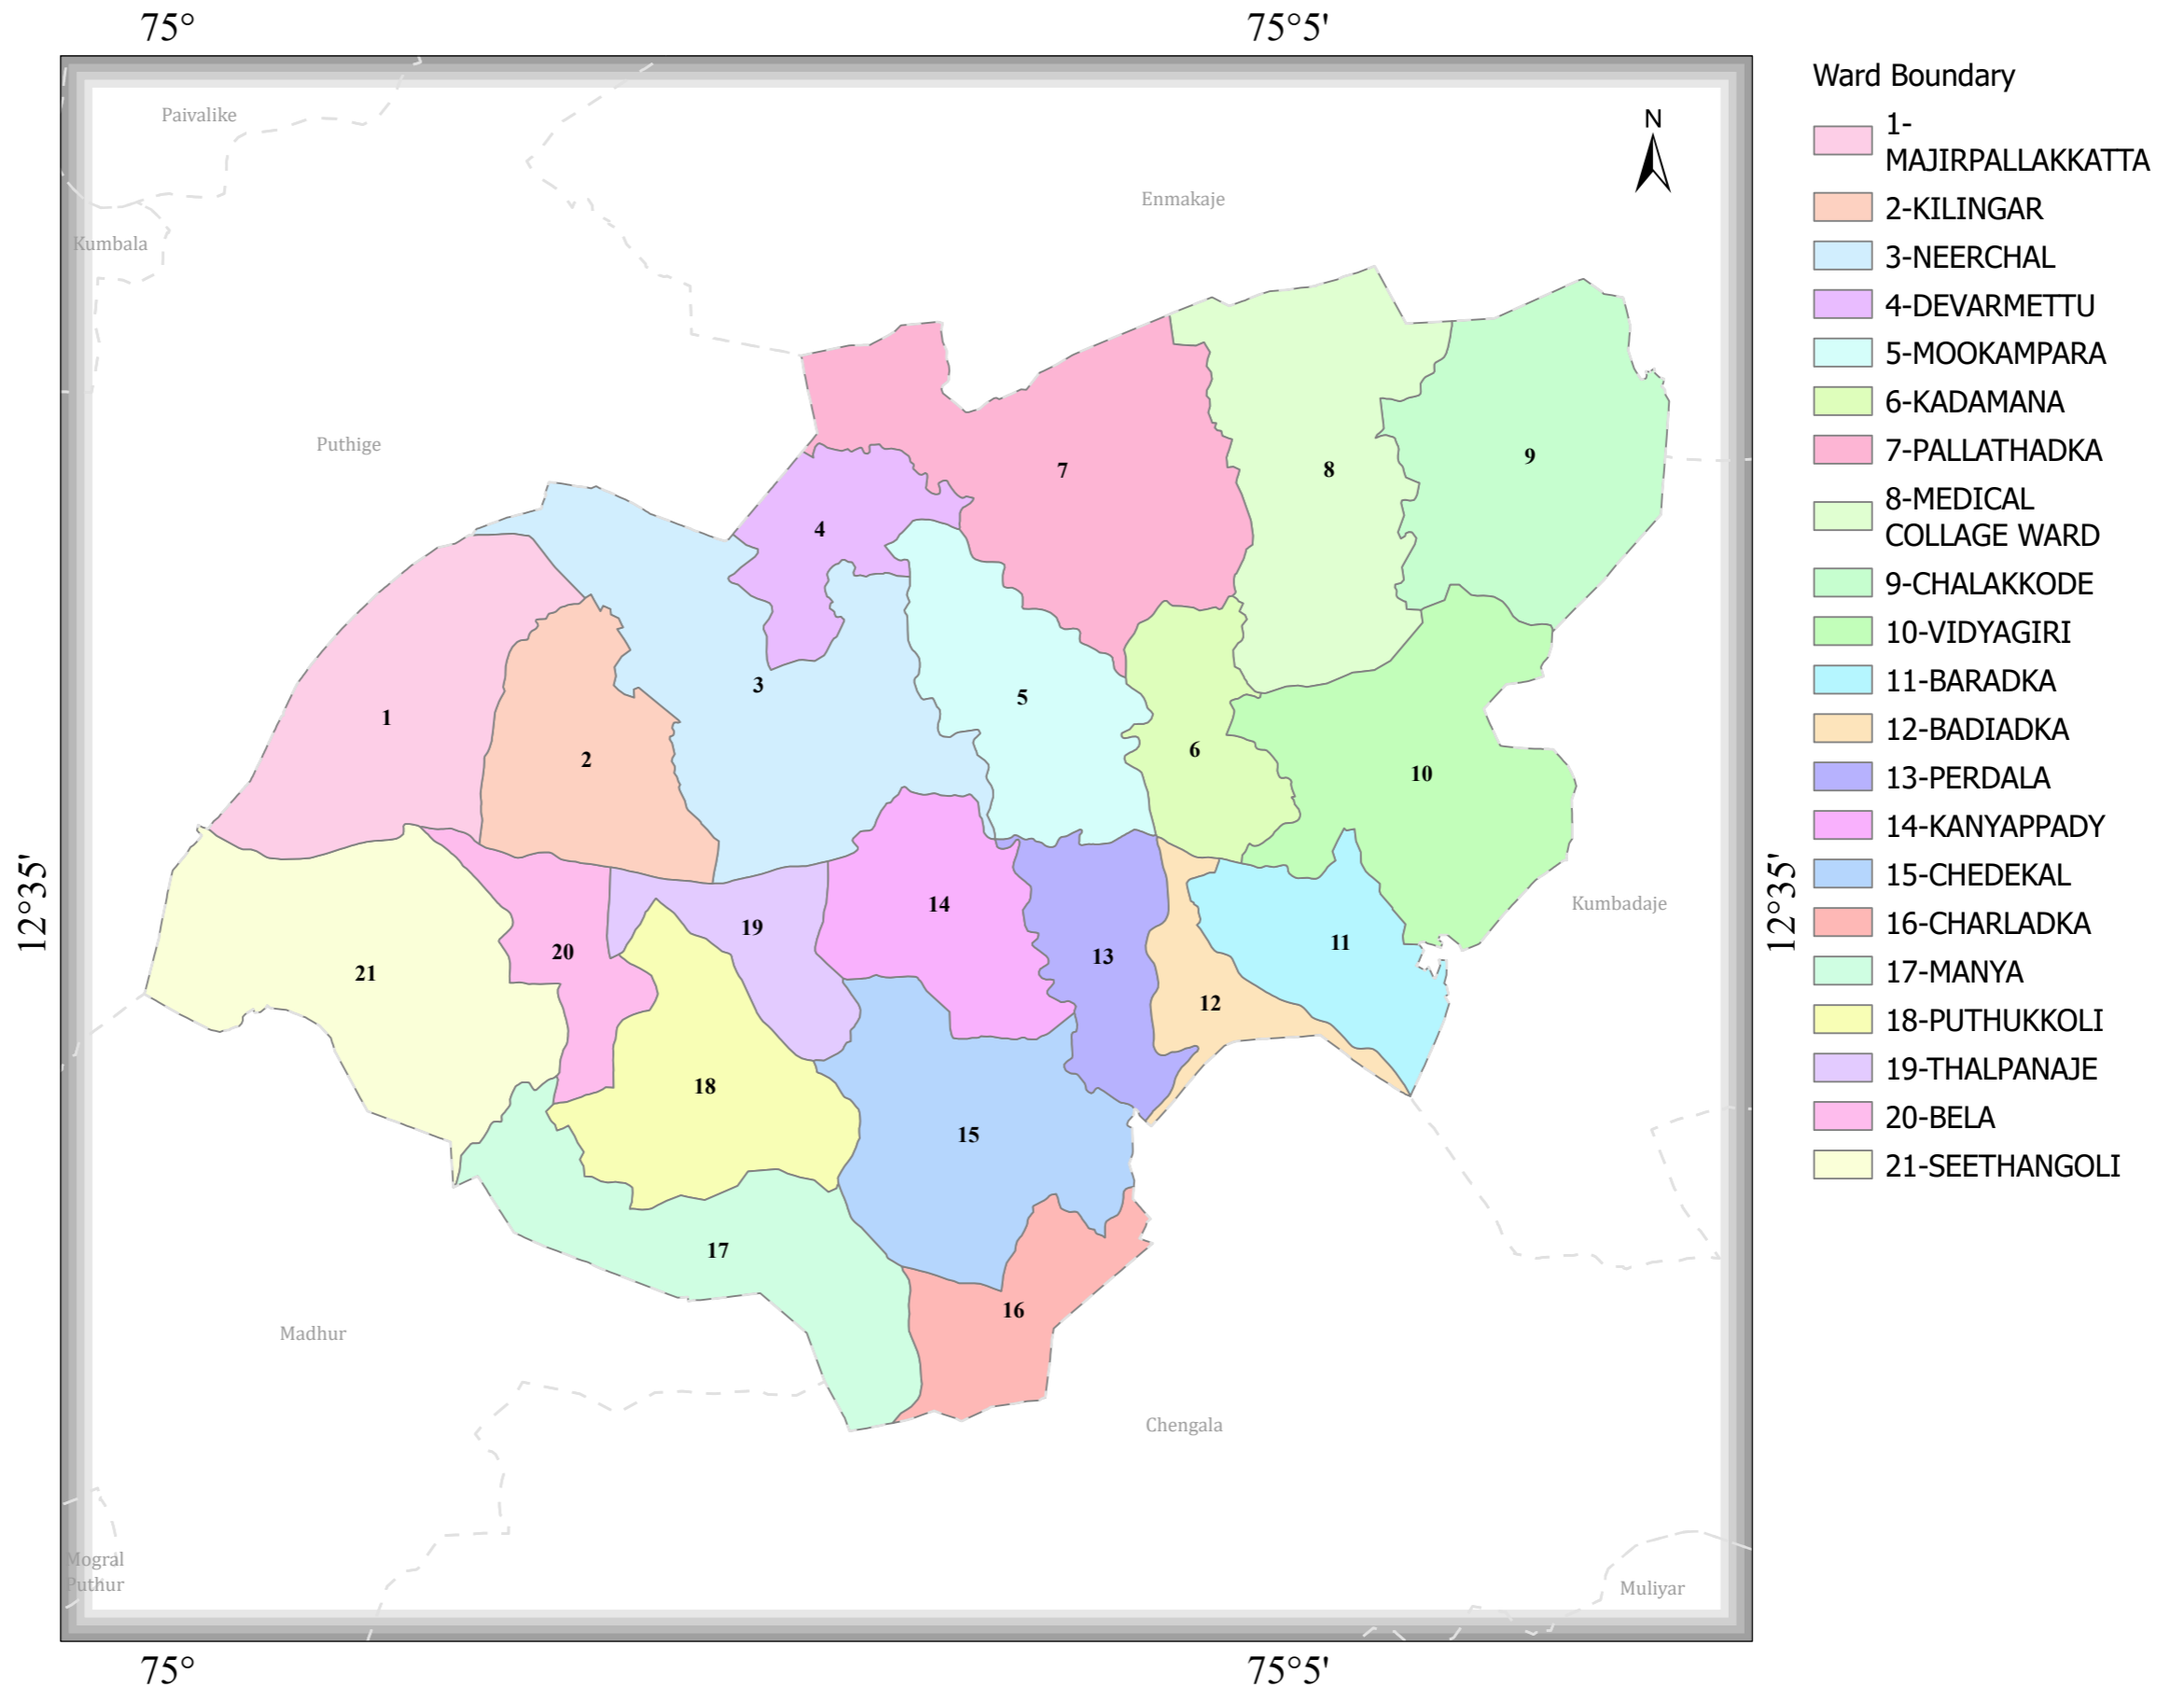 75°
75°5'
Ward Boundary
1-
MAJIRPALLAKKATTA
2-KILINGAR
3-NEERCHAL
4-DEVARMETTU
5-MOOKAMPARA
6-KADAMANA
7-PALLATHADKA
8-MEDICAL
COLLAGE WARD
9-CHALAKKODE
10-VIDYAGIRI
11-BARADKA
12-BADIADKA
13-PERDALA
14-KANYAPPADY
15-CHEDEKAL
16-CHARLADKA
17-MANYA
18-PUTHUKKOLI
19-THALPANAJE
20-BELA
21-SEETHANGOLI
N
Paivalike
Enmakaje
Kumbala
Puthige
7
8
9
4
3
5
1
2
6
10
12°35'
12°35'
Kumbadaje
14
19
11
20
13
21
12
18
15
17
16
Madhur
Chengala
Mogral
Puthur
Muliyar
75°
75°5'